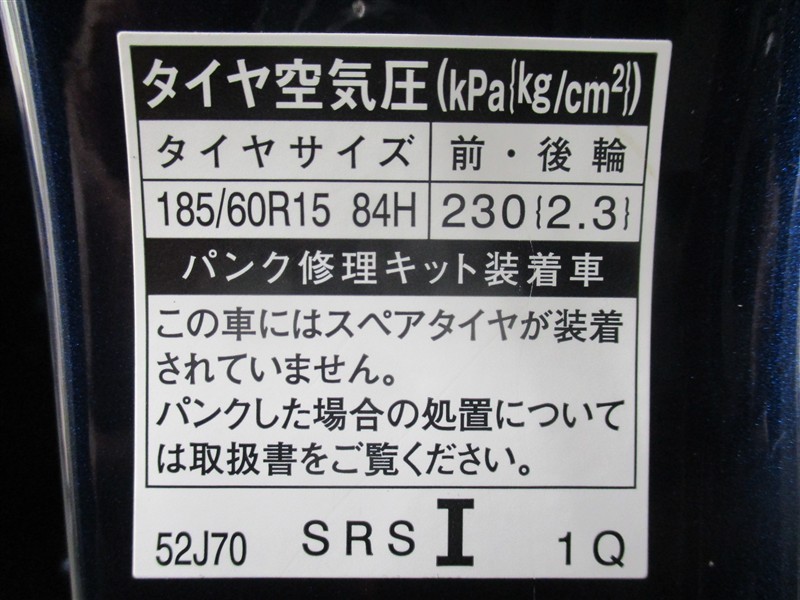 タイヤ空気圧(kPa{kg/cm²})
タイヤサイズ 前・後輪
185/60R15 84H 230{2.3}
パンク修理キット装着車
この車にはスペアタイヤが装着
されていません。
パンクした場合の処置について
は取扱書をご覧ください。
52J70 SRS I 1Q